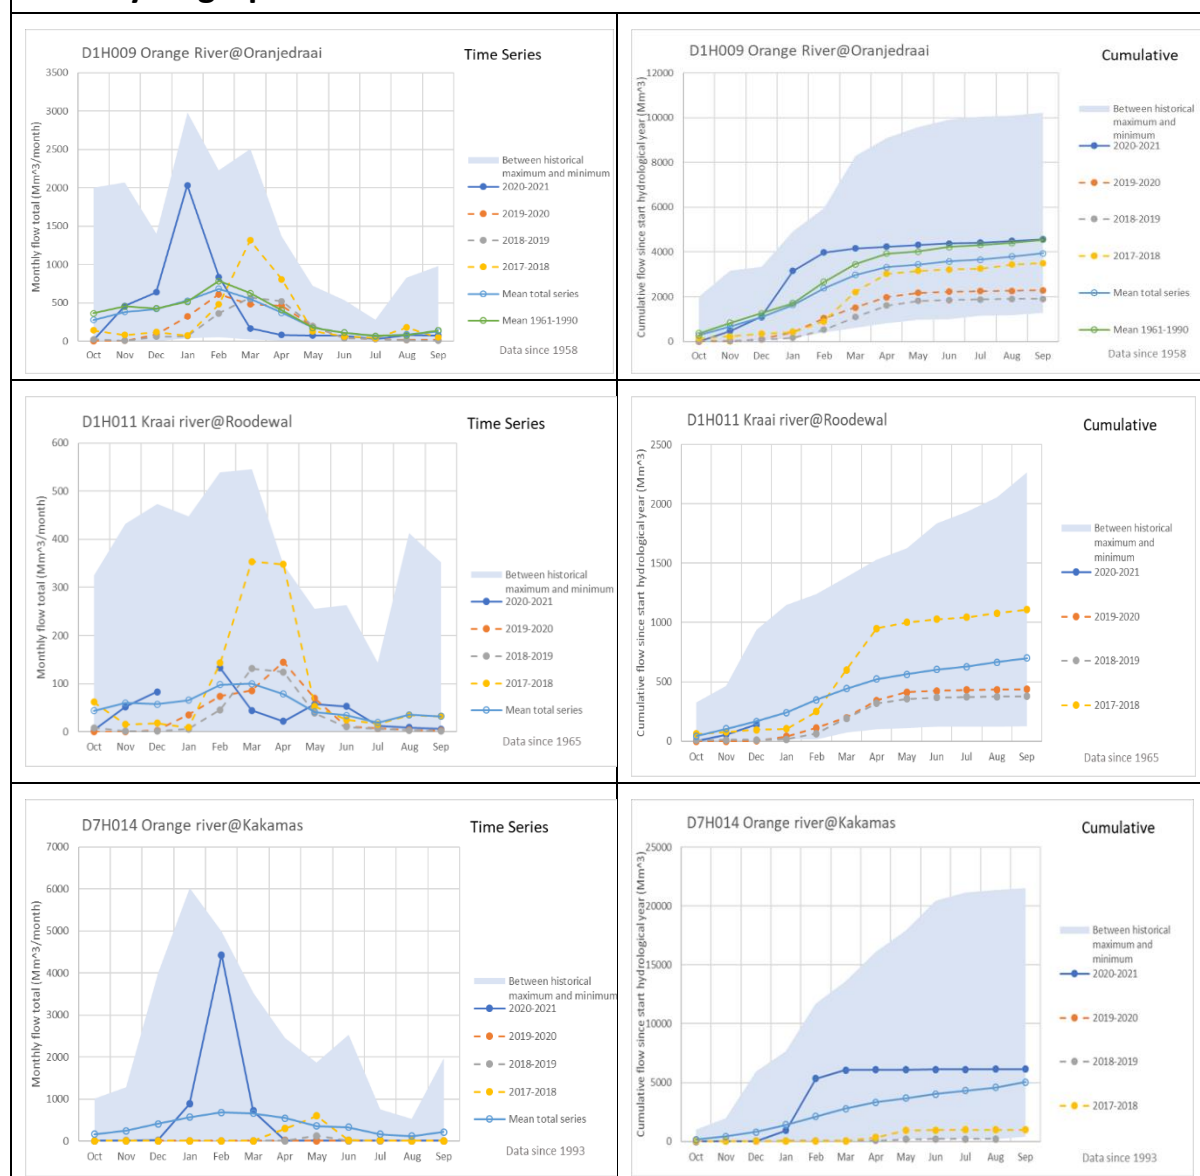 D1H009 Orange River@Oranjedraai
Time Series
Monthly flow total (Mm^3/month)
3500
3000
2500
2000
1500
1000
500
0
Oct Nov Dec Jan Feb Mar Apr May Jun Jul Aug Sep
Between historical
maximum and minimum
2020-2021
2019-2020
2018-2019
2017-2018
Mean total series
Mean 1961-1990
Data since 1958
D1H009 Orange River@Oranjedraai
Cumulative
Cumulative flow since start hydrological year (Mm^3)
12000
10000
8000
6000
4000
2000
0
Oct Nov Dec Jan Feb Mar Apr May Jun Jul Aug Sep
Between historical
maximum and
minimum
2020-2021
2019-2020
2018-2019
2017-2018
Mean total series
Mean 1961-1990
Data since 1958
D1H011 Kraai river@Roodewal
Time Series
Monthly flow total (Mm^3/month)
600
500
400
300
200
100
0
Oct Nov Dec Jan Feb Mar Apr May Jun Jul Aug Sep
Between historical
maximum and minimum
2020-2021
2019-2020
2018-2019
2017-2018
Mean total series
Data since 1965
D1H011 Kraai river@Roodewal
Cumulative
Cumulative flow since start hydrological year (Mm^3)
2500
2000
1500
1000
500
0
Oct Nov Dec Jan Feb Mar Apr May Jun Jul Aug Sep
Between historical
maximum and
minimum
2020-2021
2019-2020
2018-2019
2017-2018
Data since 1965
D7H014 Orange river@Kakamas
Time Series
Monthly flow total (Mm^3/month)
7000
6000
5000
4000
3000
2000
1000
0
Oct Nov Dec Jan Feb Mar Apr May Jun Jul Aug Sep
Between historical
maximum and minimum
2020-2021
2019-2020
2018-2019
2017-2018
Mean total series
Data since 1993
D7H014 Orange river@Kakamas
Cumulative
Cumulative flow since start hydrological year (Mm^3)
25000
20000
15000
10000
5000
0
Oct Nov Dec Jan Feb Mar Apr May Jun Jul Aug Sep
Between historical
maximum and
minimum
2020-2021
2019-2020
2018-2019
2017-2018
Data since 1993